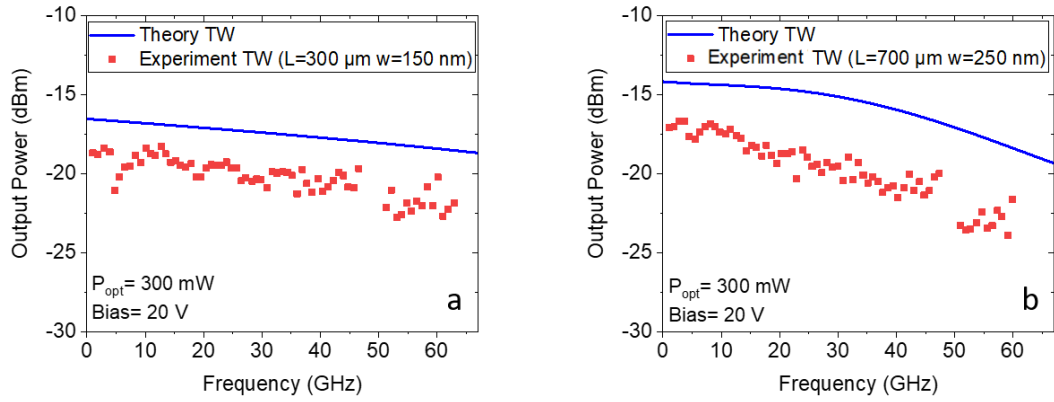 -10
-15
-20
-25
-30
Output Power (dBm)
Theory TW
Experiment TW (L=300 µm w=150 nm)
P_opt= 300 mW
Bias= 20 V
a
0 10 20 30 40 50 60
Frequency (GHz)
-10
-15
-20
-25
-30
Output Power (dBm)
Theory TW
Experiment TW (L=700 µm w=250 nm)
P_opt= 300 mW
Bias= 20 V
b
0 10 20 30 40 50 60
Frequency (GHz)